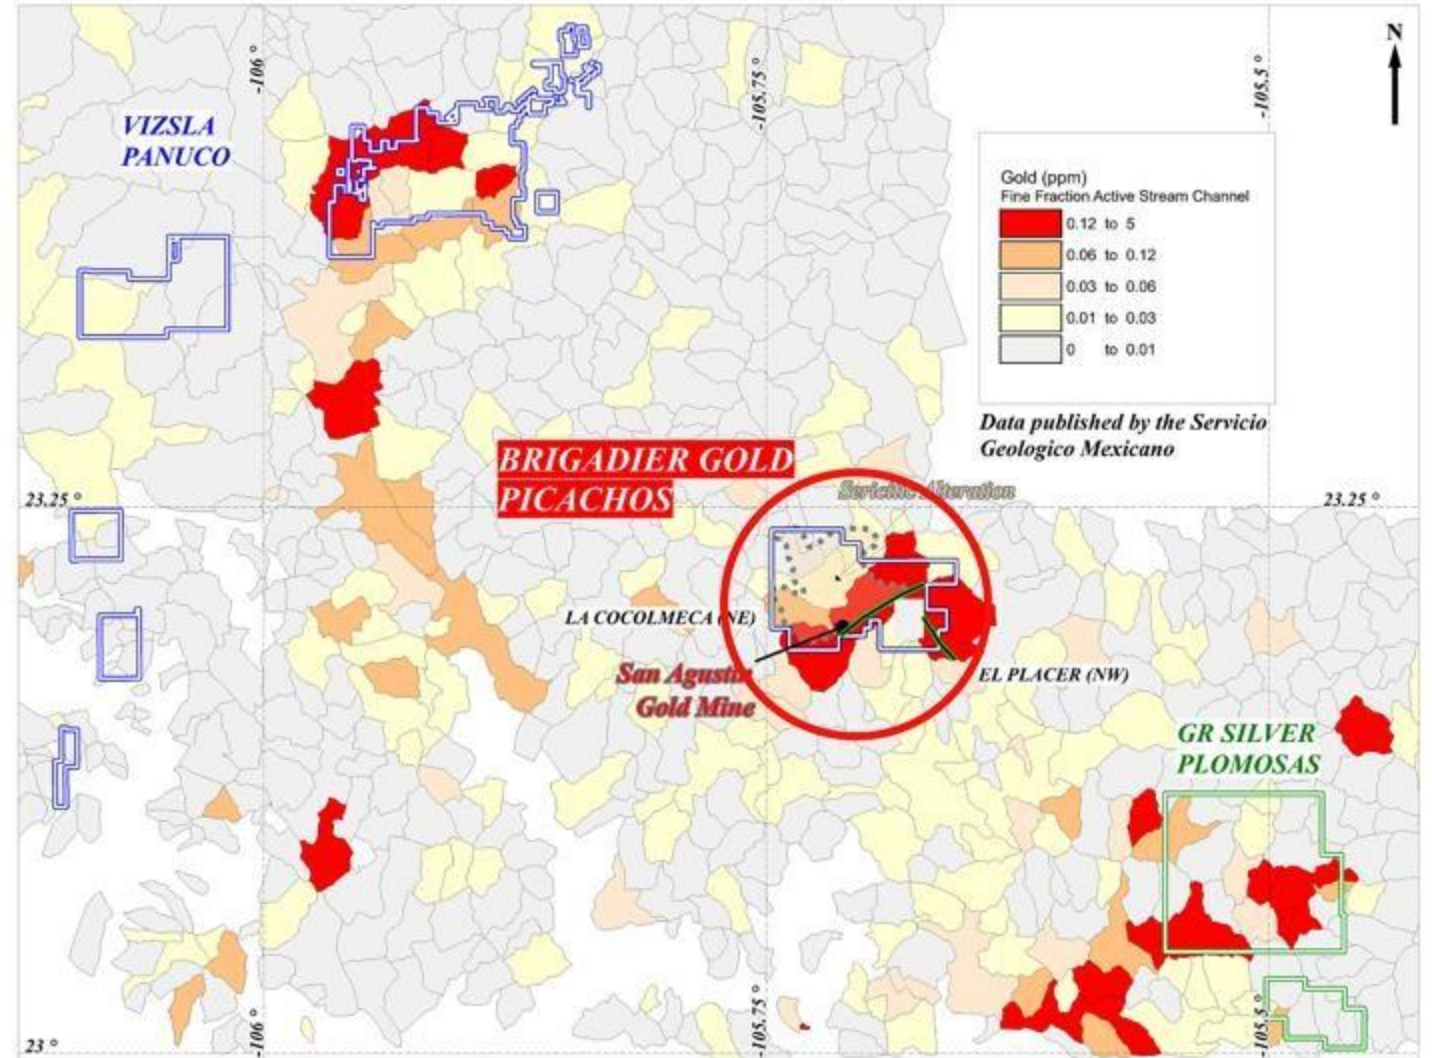 N
-106 °
-105.75 °
-105.5 °
VIZSLA
PANUCO
Gold (ppm)
Fine Fraction Active Stream Channel
0.12 to 5
0.06 to 0.12
0.03 to 0.06
0.01 to 0.03
0 to 0.01
Data published by the Servicio
Geologico Mexicano
BRIGADIER GOLD
PICACHOS
Sericitic Alteration
23.25 °
23.25 °
LA COCOLMECA (NE)
San Agustin
Gold Mine
EL PLACER (NW)
GR SILVER
PLOMOSAS
23 °
-106 °
-105.75 °
-105.5 °